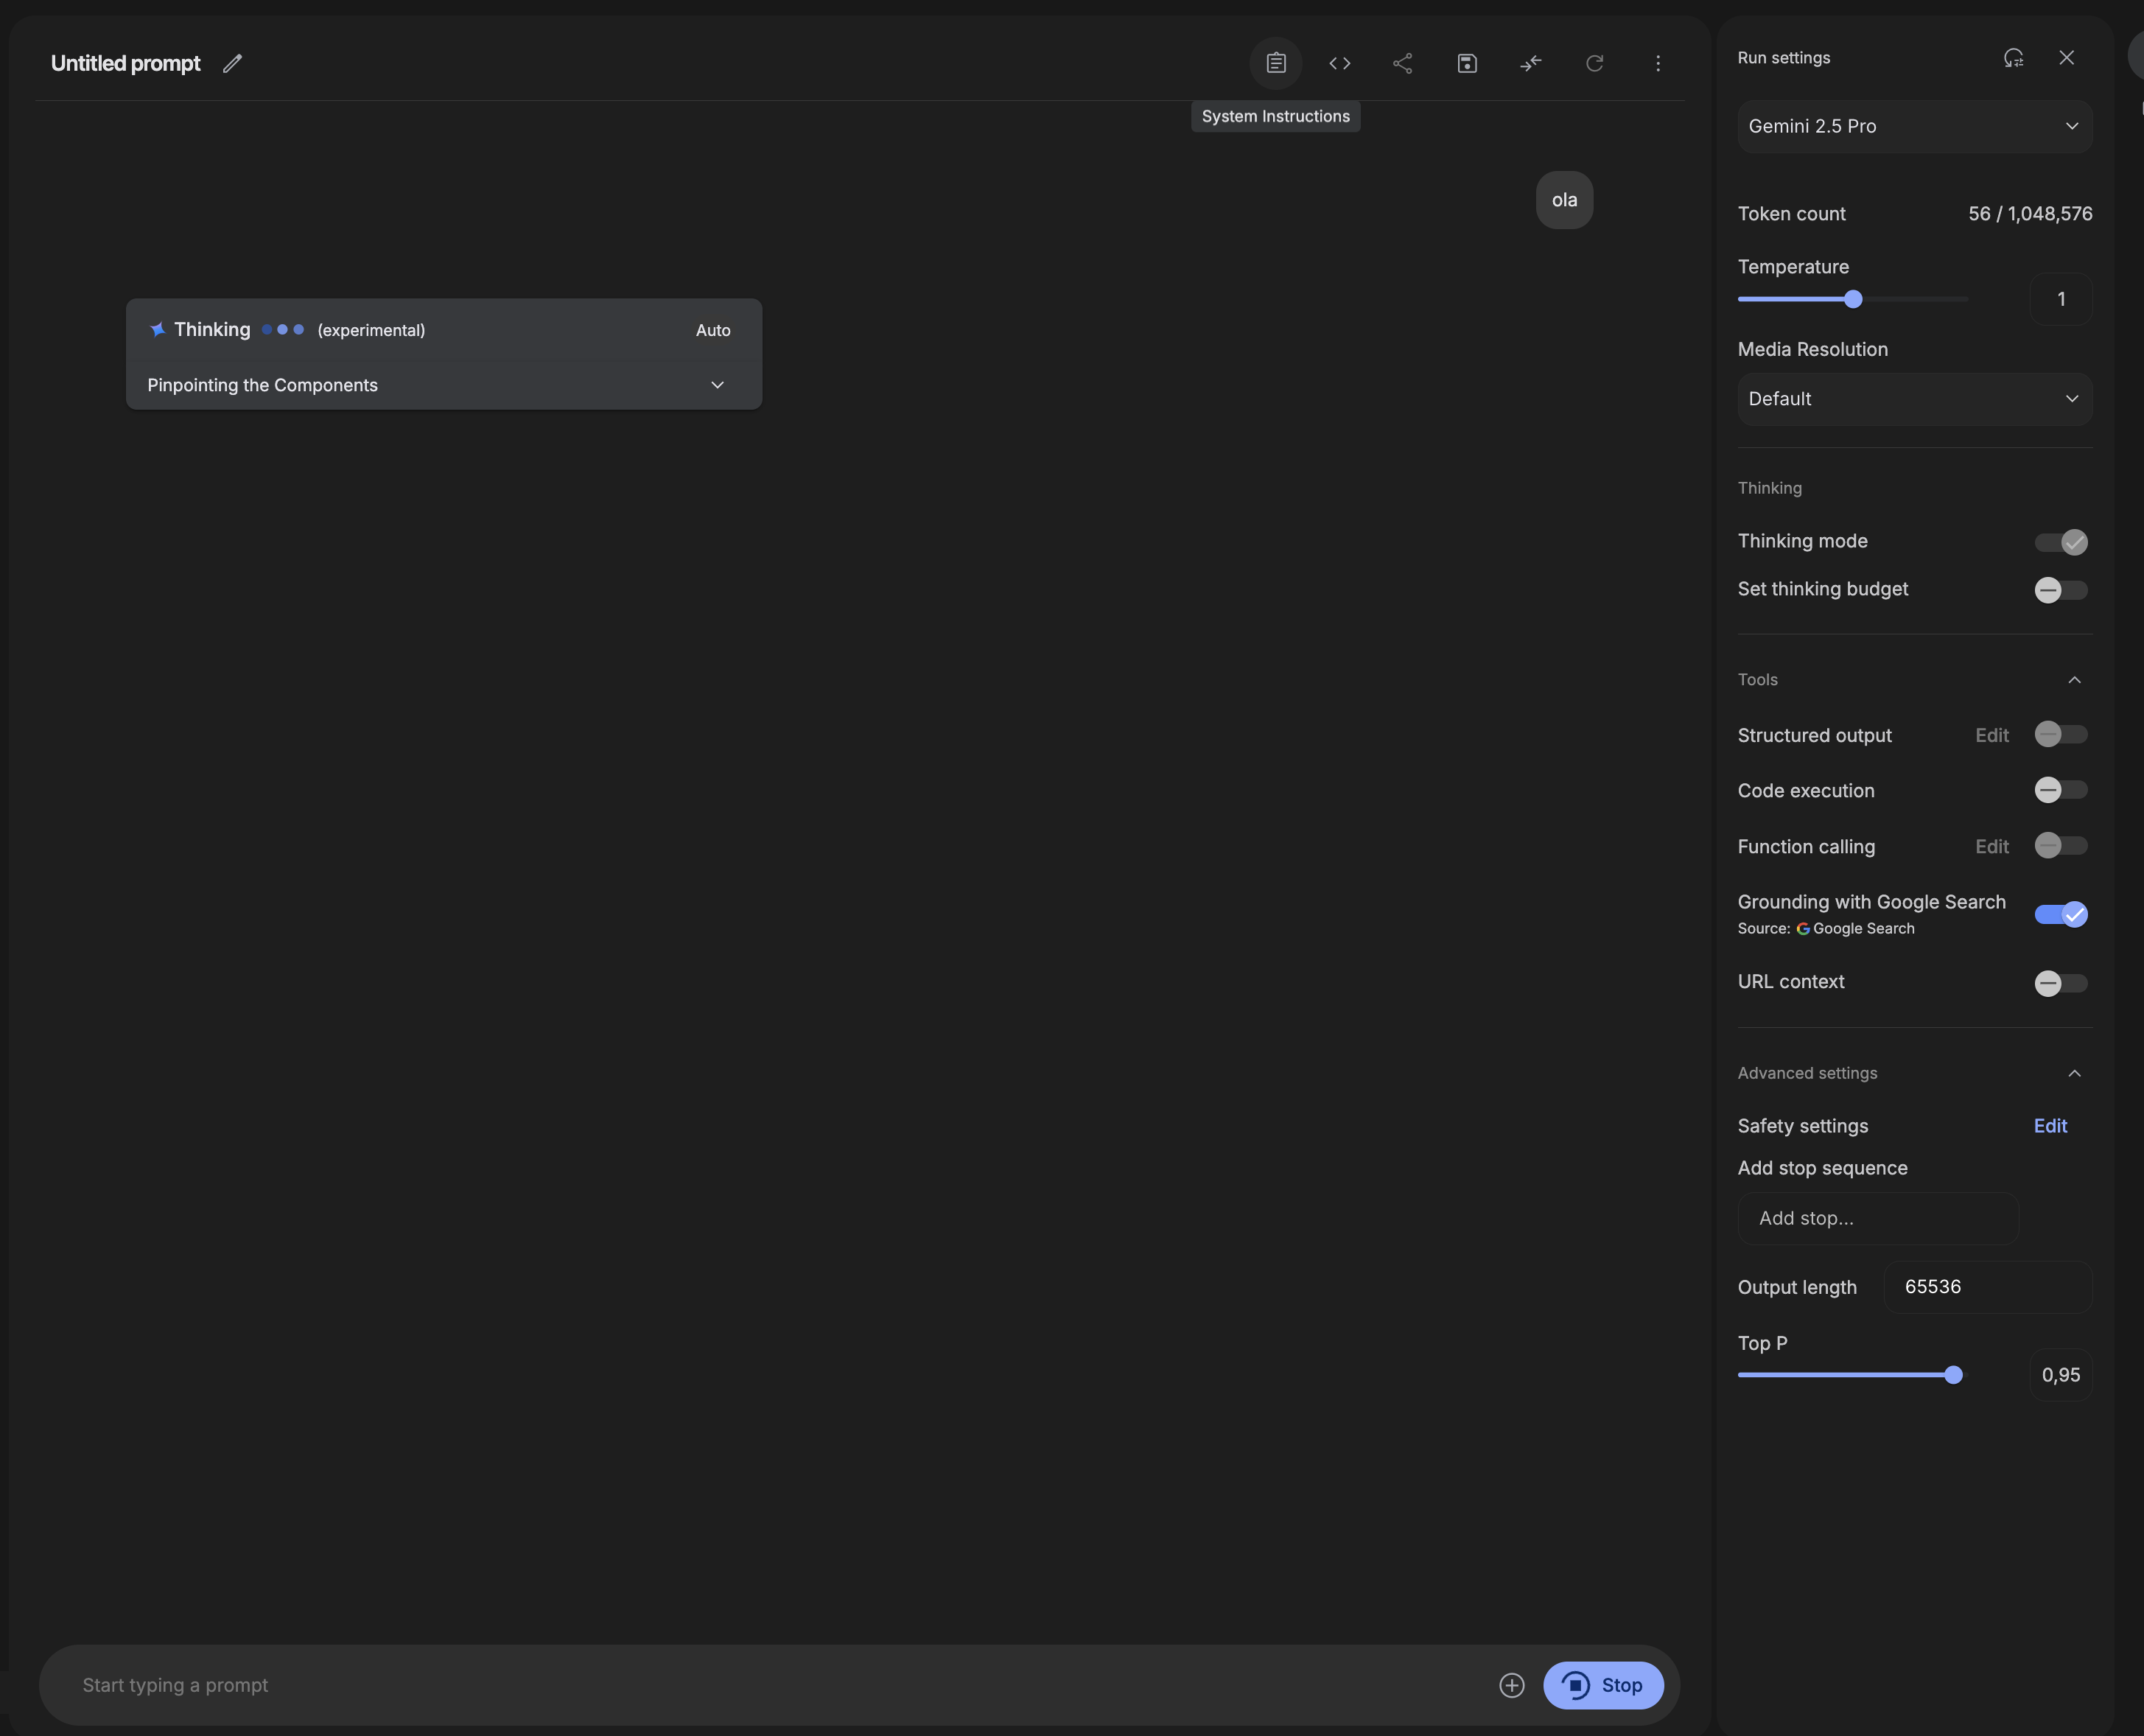 Untitled prompt
System Instructions
ola
Thinking (experimental) Auto
Pinpointing the Components
Start typing a prompt
Stop
Run settings
Gemini 2.5 Pro
Token count 56 / 1,048,576
Temperature
1
Media Resolution
Default
Thinking
Thinking mode
Set thinking budget
Tools
Structured output Edit
Code execution
Function calling Edit
Grounding with Google Search
Source: Google Search
URL context
Advanced settings
Safety settings Edit
Add stop sequence
Add stop...
Output length 65536
Top P
0,95